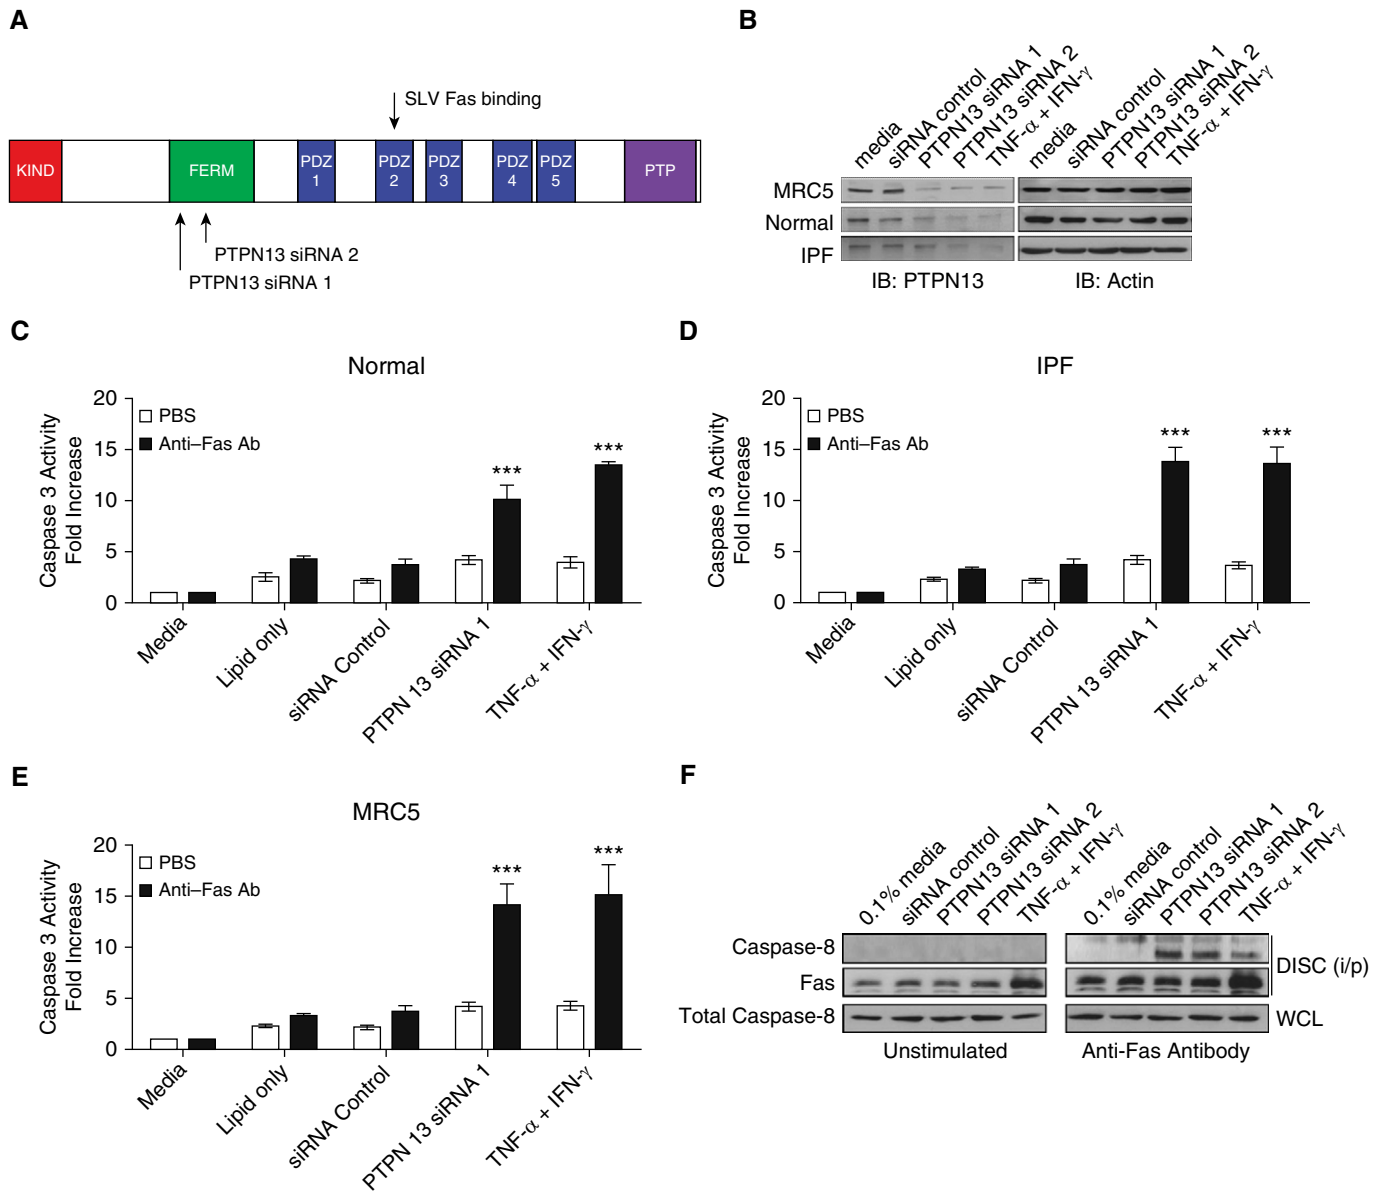 A
SLV Fas binding
KIND
FERM
PDZ 1
PDZ 2
PDZ 3
PDZ 4
PDZ 5
PTP
PTPN13 siRNA 2
PTPN13 siRNA 1
B
media
siRNA control
PTPN13 siRNA 1
PTPN13 siRNA 2
TNF-α + IFN-γ
media
siRNA control
PTPN13 siRNA 1
PTPN13 siRNA 2
TNF-α + IFN-γ
MRC5
Normal
IPF
IB: PTPN13
IB: Actin
C
Normal
Caspase 3 Activity
Fold Increase
20
15
10
5
0
PBS
Anti–Fas Ab
***
***
Media
Lipid only
siRNA Control
PTPN 13 siRNA 1
TNF-α + IFN-γ
D
IPF
Caspase 3 Activity
Fold Increase
20
15
10
5
0
PBS
Anti–Fas Ab
***
***
Media
Lipid only
siRNA Control
PTPN 13 siRNA 1
TNF-α + IFN-γ
E
MRC5
Caspase 3 Activity
Fold Increase
20
15
10
5
0
PBS
Anti–Fas Ab
***
***
Media
Lipid only
siRNA Control
PTPN 13 siRNA 1
TNF-α + IFN-γ
F
0.1% media
siRNA control
PTPN13 siRNA 1
PTPN13 siRNA 2
TNF-α + IFN-γ
0.1% media
siRNA control
PTPN13 siRNA 1
PTPN13 siRNA 2
TNF-α + IFN-γ
Caspase-8
Fas
DISC (i/p)
Total Caspase-8
WCL
Unstimulated
Anti-Fas Antibody